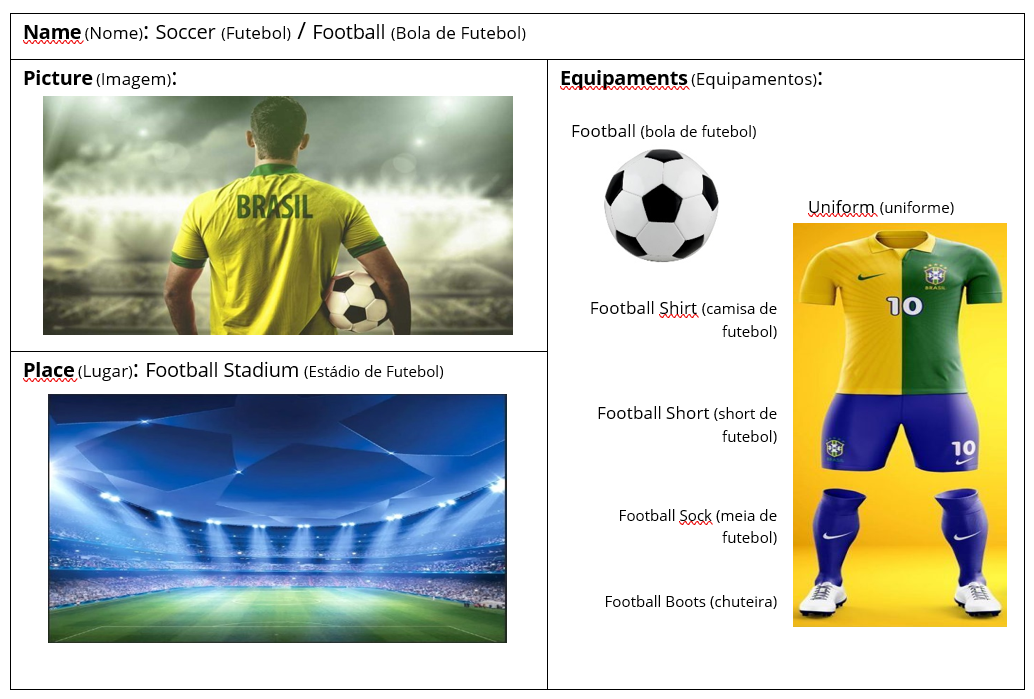 Name (Nome): Soccer (Futebol) / Football (Bola de Futebol)
Picture (Imagem):
BRASIL
Place (Lugar): Football Stadium (Estádio de Futebol)
Equipaments (Equipamentos):
Football (bola de futebol)
Uniform (uniforme)
BRASIL
10
Football Shirt (camisa de
futebol)
Football Short (short de
futebol)
10
Football Sock (meia de
futebol)
Football Boots (chuteira)